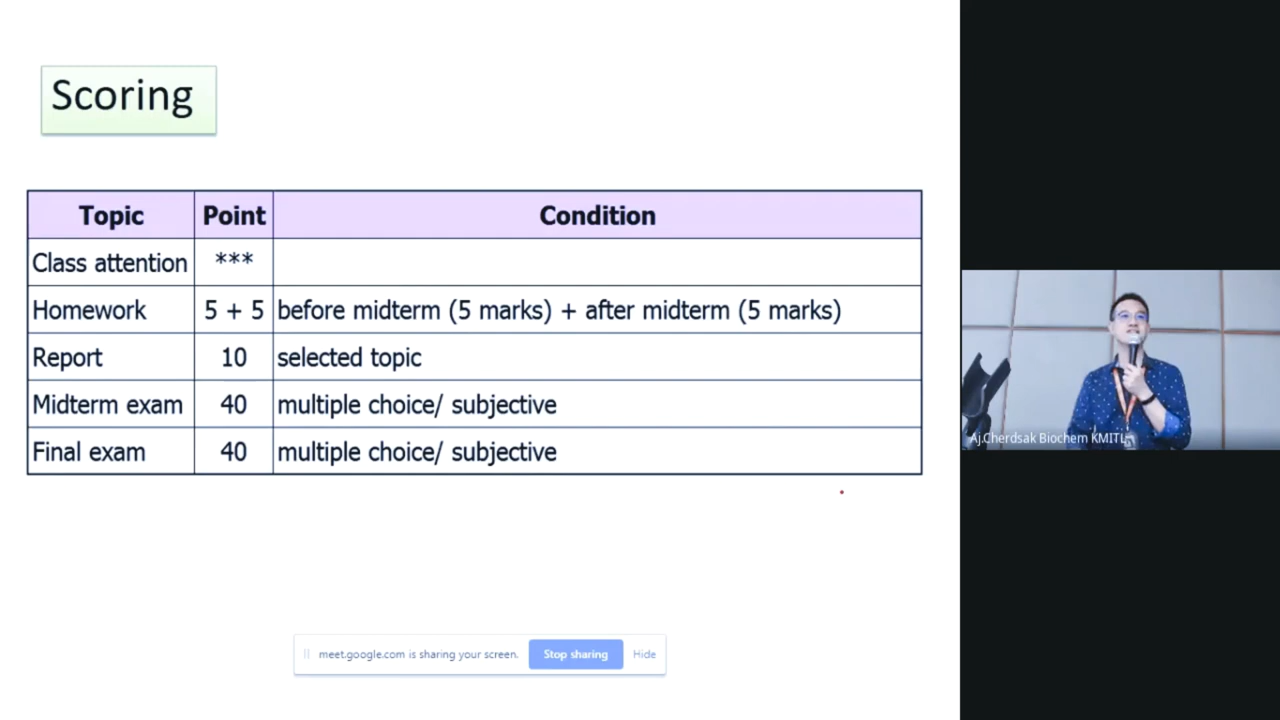 Scoring
Topic Point Condition
Class attention ***
Homework 5 + 5 before midterm (5 marks) + after midterm (5 marks)
Report 10 selected topic
Midterm exam 40 multiple choice/ subjective
Final exam 40 multiple choice/ subjective
Aj.Cherdsak Biochem KMITL
meet.google.com is sharing your screen. Stop sharing Hide